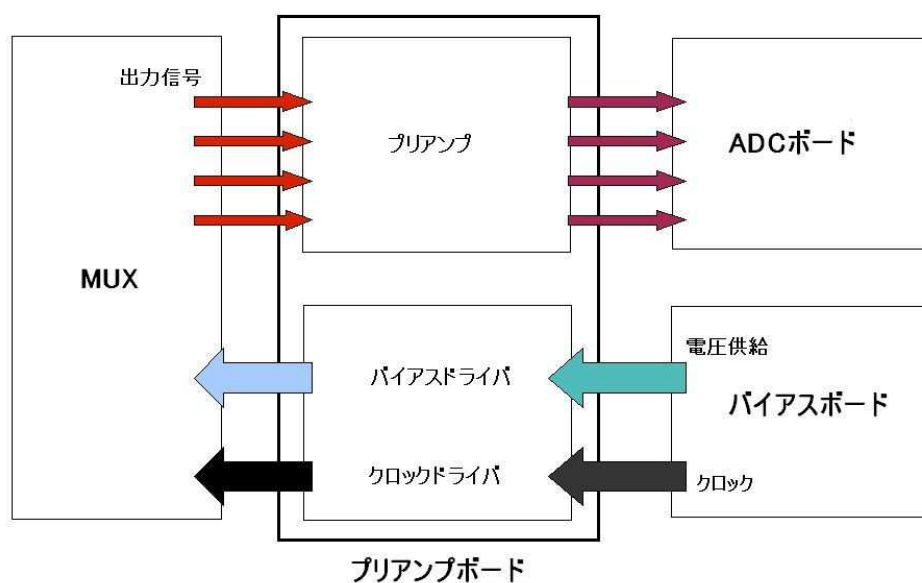 出力信号
プリアンプ
ADCボード
MUX
電圧供給
バイアスドライバ
バイアスボード
クロックドライバ
クロック
プリアンプボード